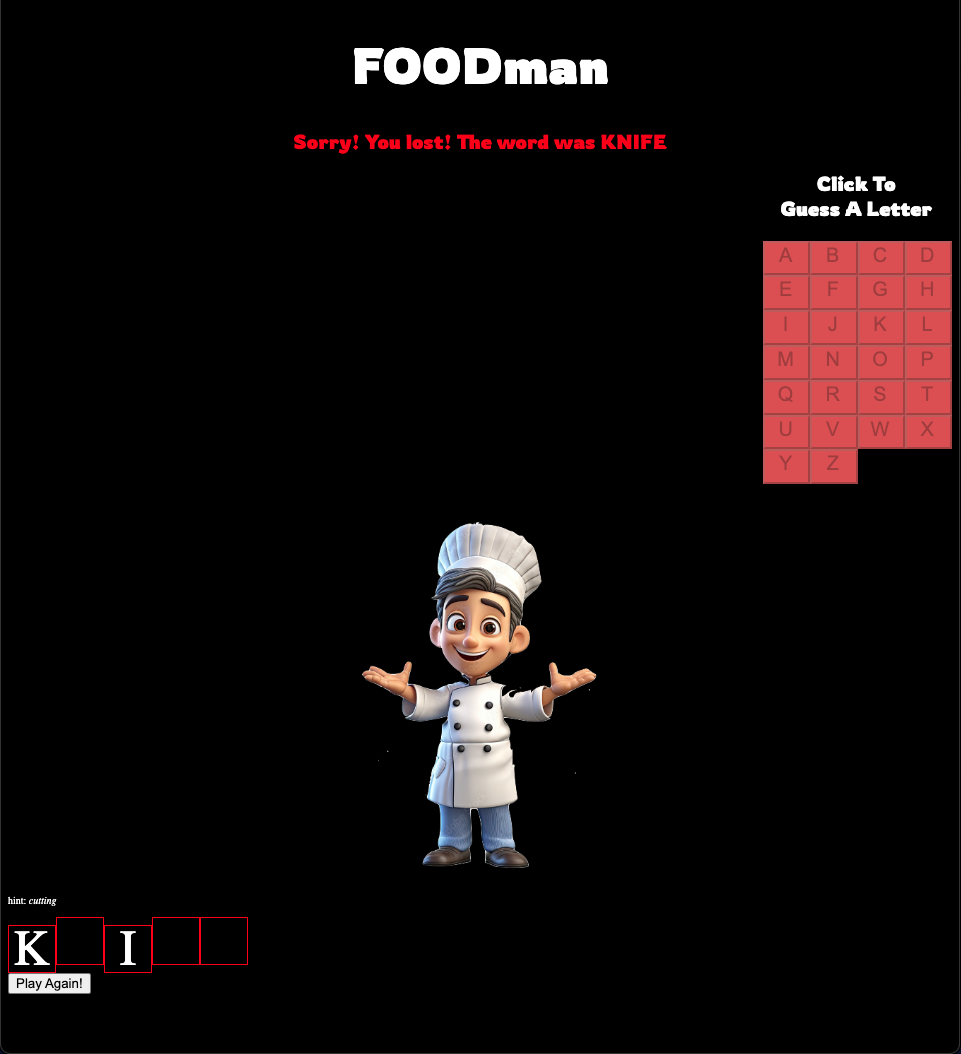 FOODman
Sorry! You lost! The word was KNIFE
Click To
Guess A Letter
A B C D
E F G H
I J K L
M N O P
Q R S T
U V W X
Y Z
hint: cutting
K I
Play Again!